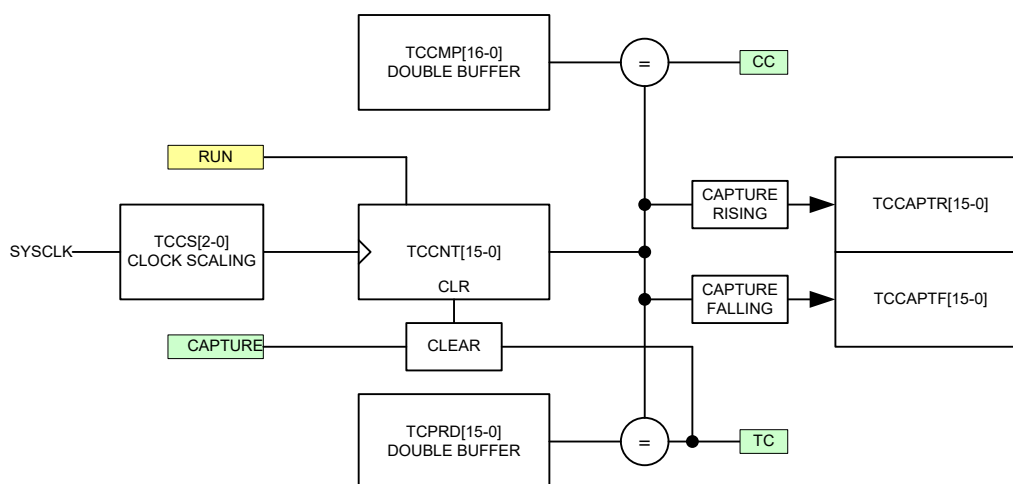 TCCMP[16-0]
DOUBLE BUFFER
=
CC
RUN
CAPTURE
RISING
TCCAPTR[15-0]
SYSCLK
TCCS[2-0]
CLOCK SCALING
TCCNT[15-0]
CLR
CAPTURE
FALLING
TCCAPTF[15-0]
CAPTURE
CLEAR
TCPRD[15-0]
DOUBLE BUFFER
=
TC